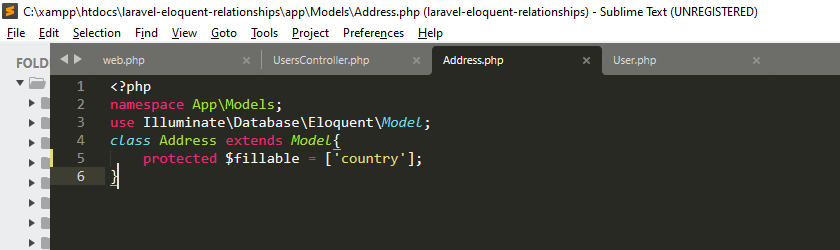 C:\xampp\htdocs\laravel-eloquent-relationships\app\Models\Address.php (laravel-eloquent-relationships) - Sublime Text (UNREGISTERED)
File Edit Selection Find View Goto Tools Project Preferences Help
FOLD
web.php × UsersController.php × Address.php × User.php ×
1 <?php
2 namespace App\Models;
3 use Illuminate\Database\Eloquent\Model;
4 class Address extends Model{
5     protected $fillable = ['country'];
6 }